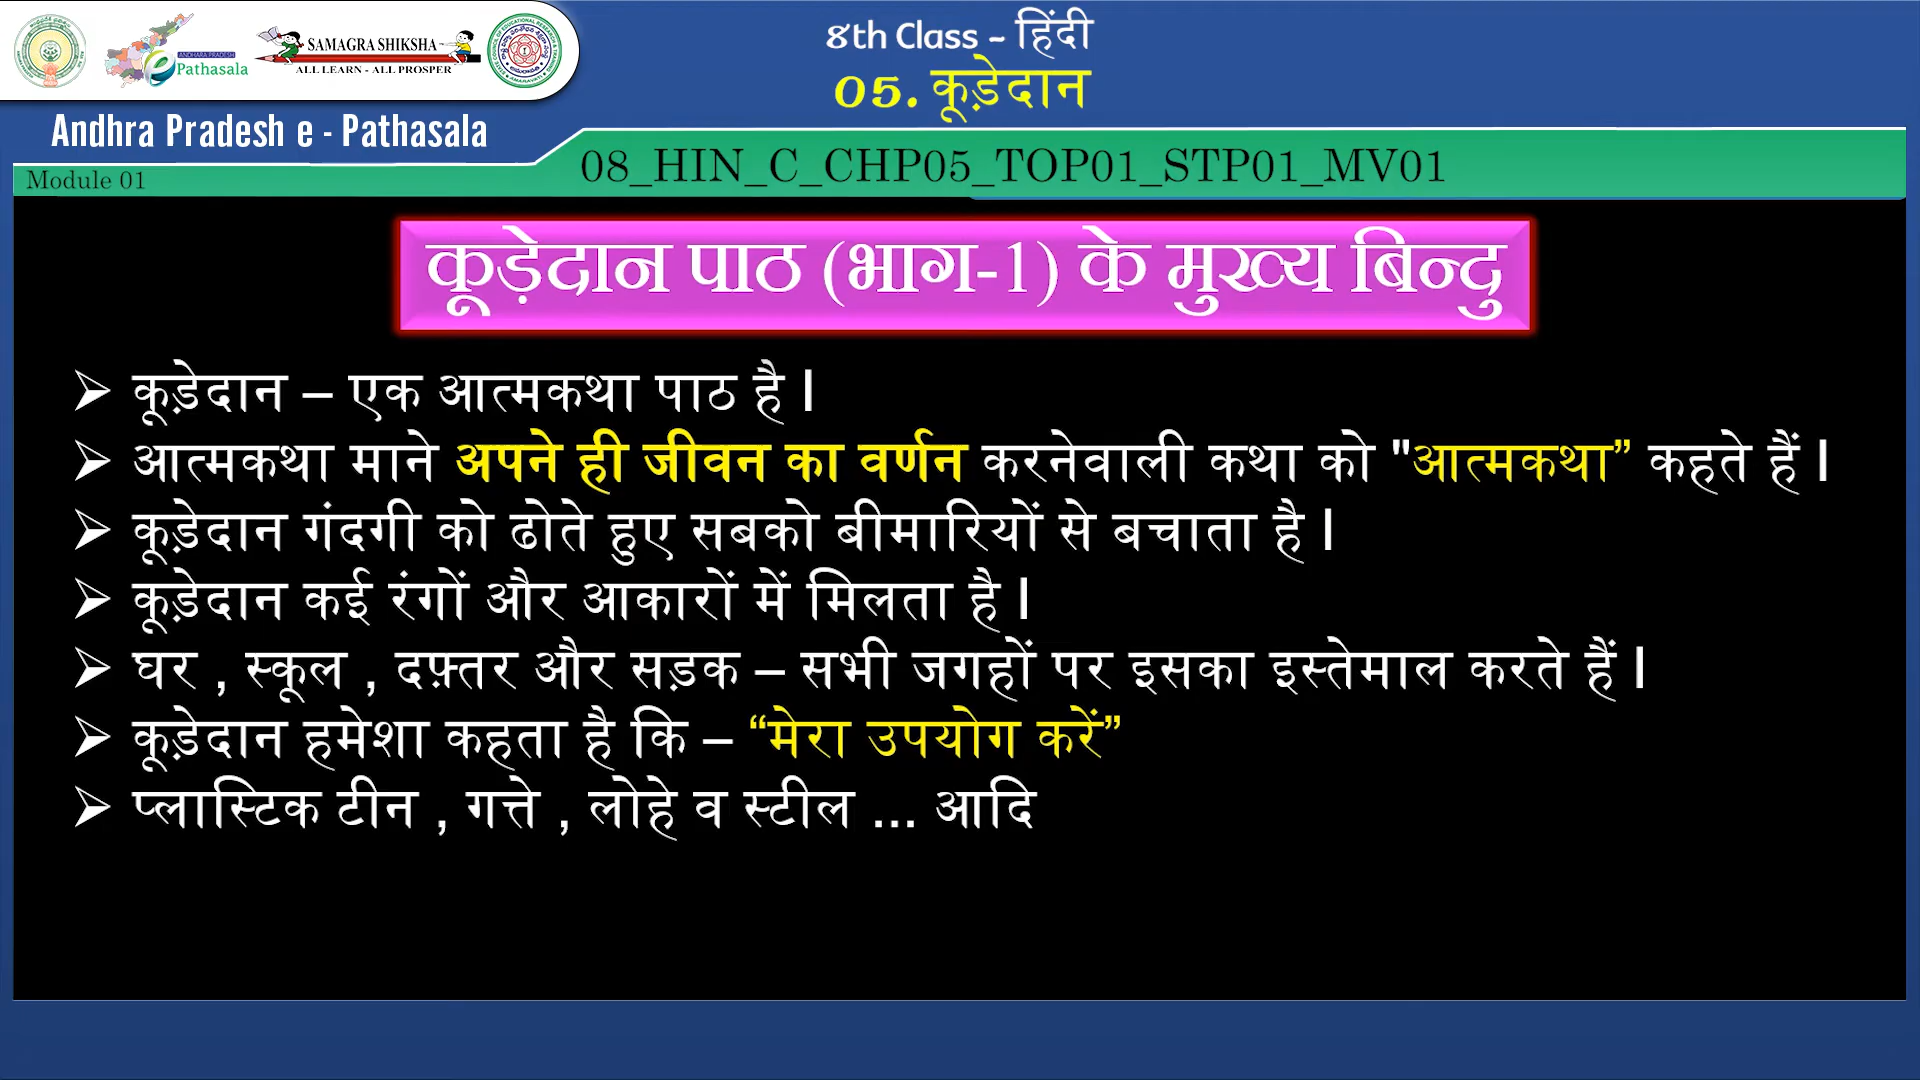 ANDHARA PRADESH
e Pathasala
SAMAGRA SHIKSHA
ALL LEARN - ALL PROSPER
8th Class - हिंदी
05. कूड़ेदान
Andhra Pradesh e - Pathasala
Module 01
08_HIN_C_CHP05_TOP01_STP01_MV01
कूड़ेदान पाठ (भाग-1) के मुख्य बिन्दु
➢ कूड़ेदान – एक आत्मकथा पाठ है ।
➢ आत्मकथा माने अपने ही जीवन का वर्णन करनेवाली कथा को "आत्मकथा” कहते हैं ।
➢ कूड़ेदान गंदगी को ढोते हुए सबको बीमारियों से बचाता है ।
➢ कूड़ेदान कई रंगों और आकारों में मिलता है ।
➢ घर , स्कूल , दफ़्तर और सड़क – सभी जगहों पर इसका इस्तेमाल करते हैं ।
➢ कूड़ेदान हमेशा कहता है कि – “मेरा उपयोग करें”
➢ प्लास्टिक टीन , गत्ते , लोहे व स्टील ... आदि